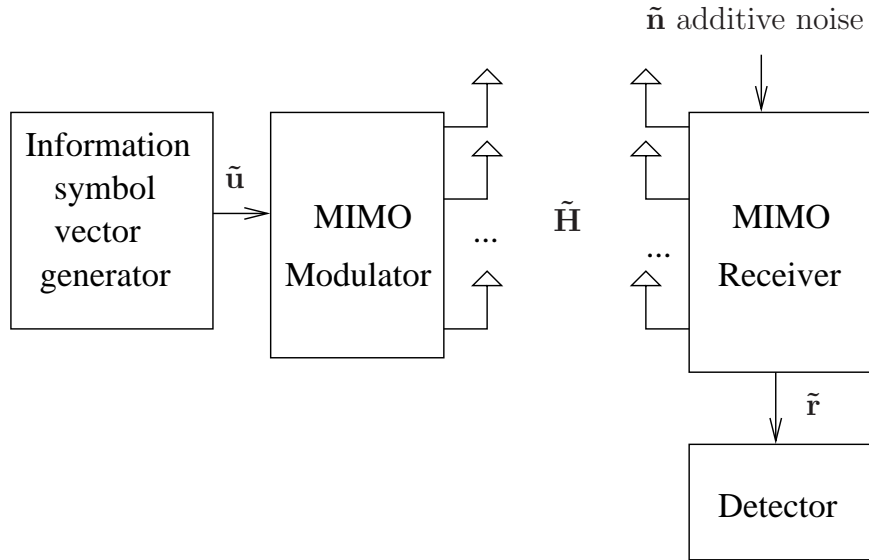 ñ additive noise
Information
symbol
vector
generator
ũ
MIMO
Modulator
...
H̃
...
MIMO
Receiver
r̃
Detector